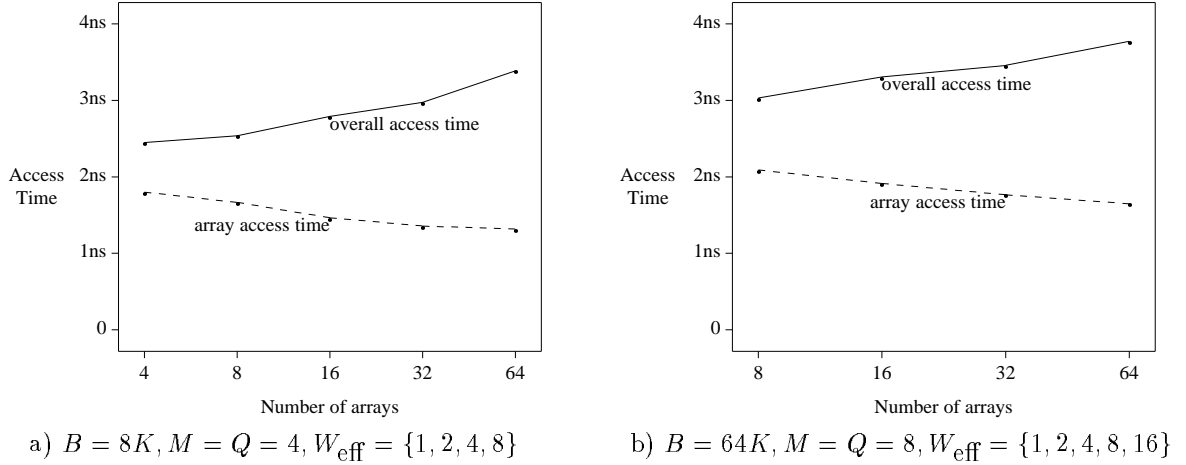 4ns
3ns
2ns
1ns
0
Access
Time
overall access time
array access time
4 8 16 32 64
Number of arrays
a) B = 8K, M = Q = 4, W_eff = {1, 2, 4, 8}
4ns
3ns
2ns
1ns
0
Access
Time
overall access time
array access time
8 16 32 64
Number of arrays
b) B = 64K, M = Q = 8, W_eff = {1, 2, 4, 8, 16}